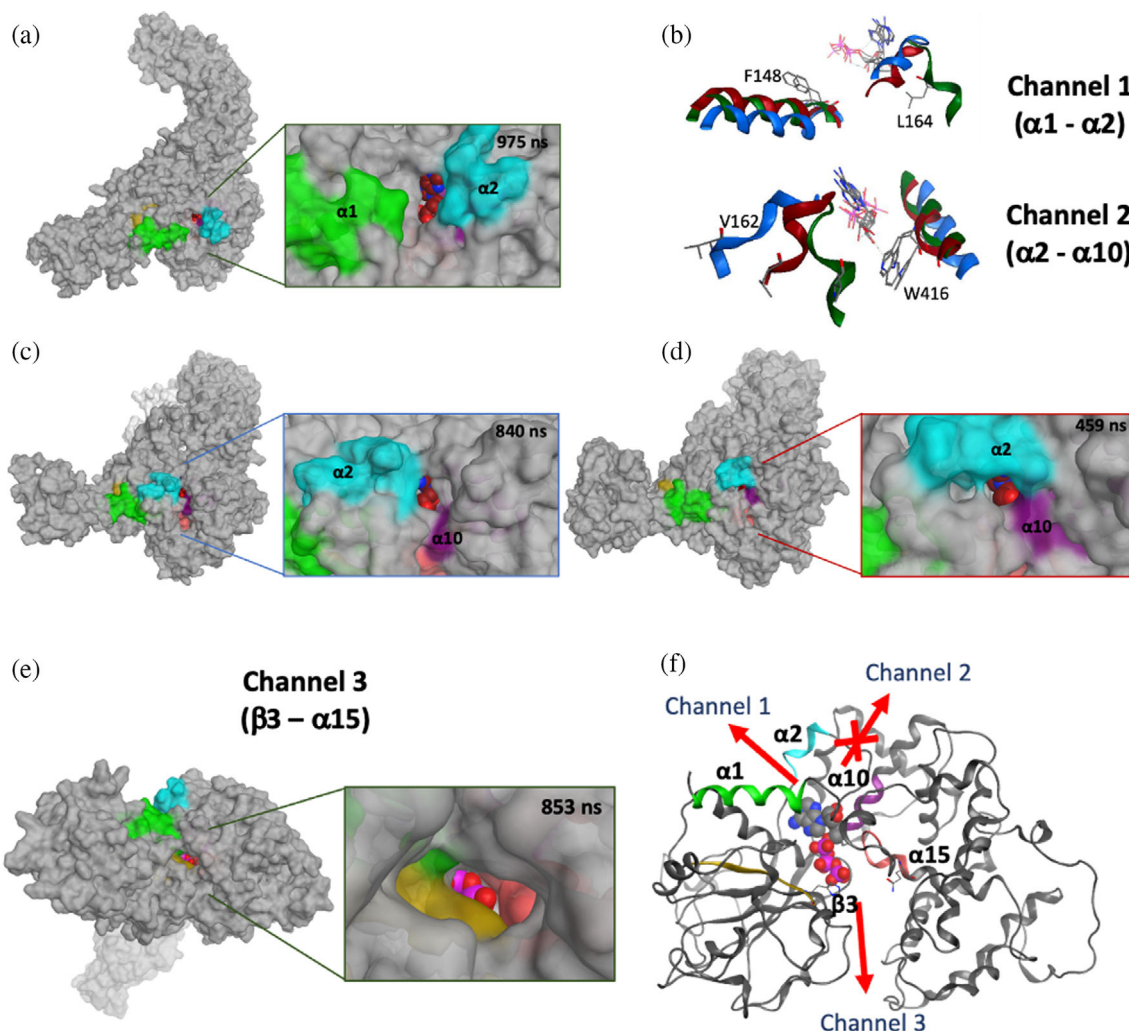 (a)
975 ns
α1
α2
(b)
F148
L164
Channel 1
(α1 - α2)
V162
W416
Channel 2
(α2 - α10)
(c)
840 ns
α2
α10
(d)
459 ns
α2
α10
(e)
Channel 3
(β3 – α15)
853 ns
(f)
Channel 2
Channel 1
α2
α1
α10
α15
β3
Channel 3